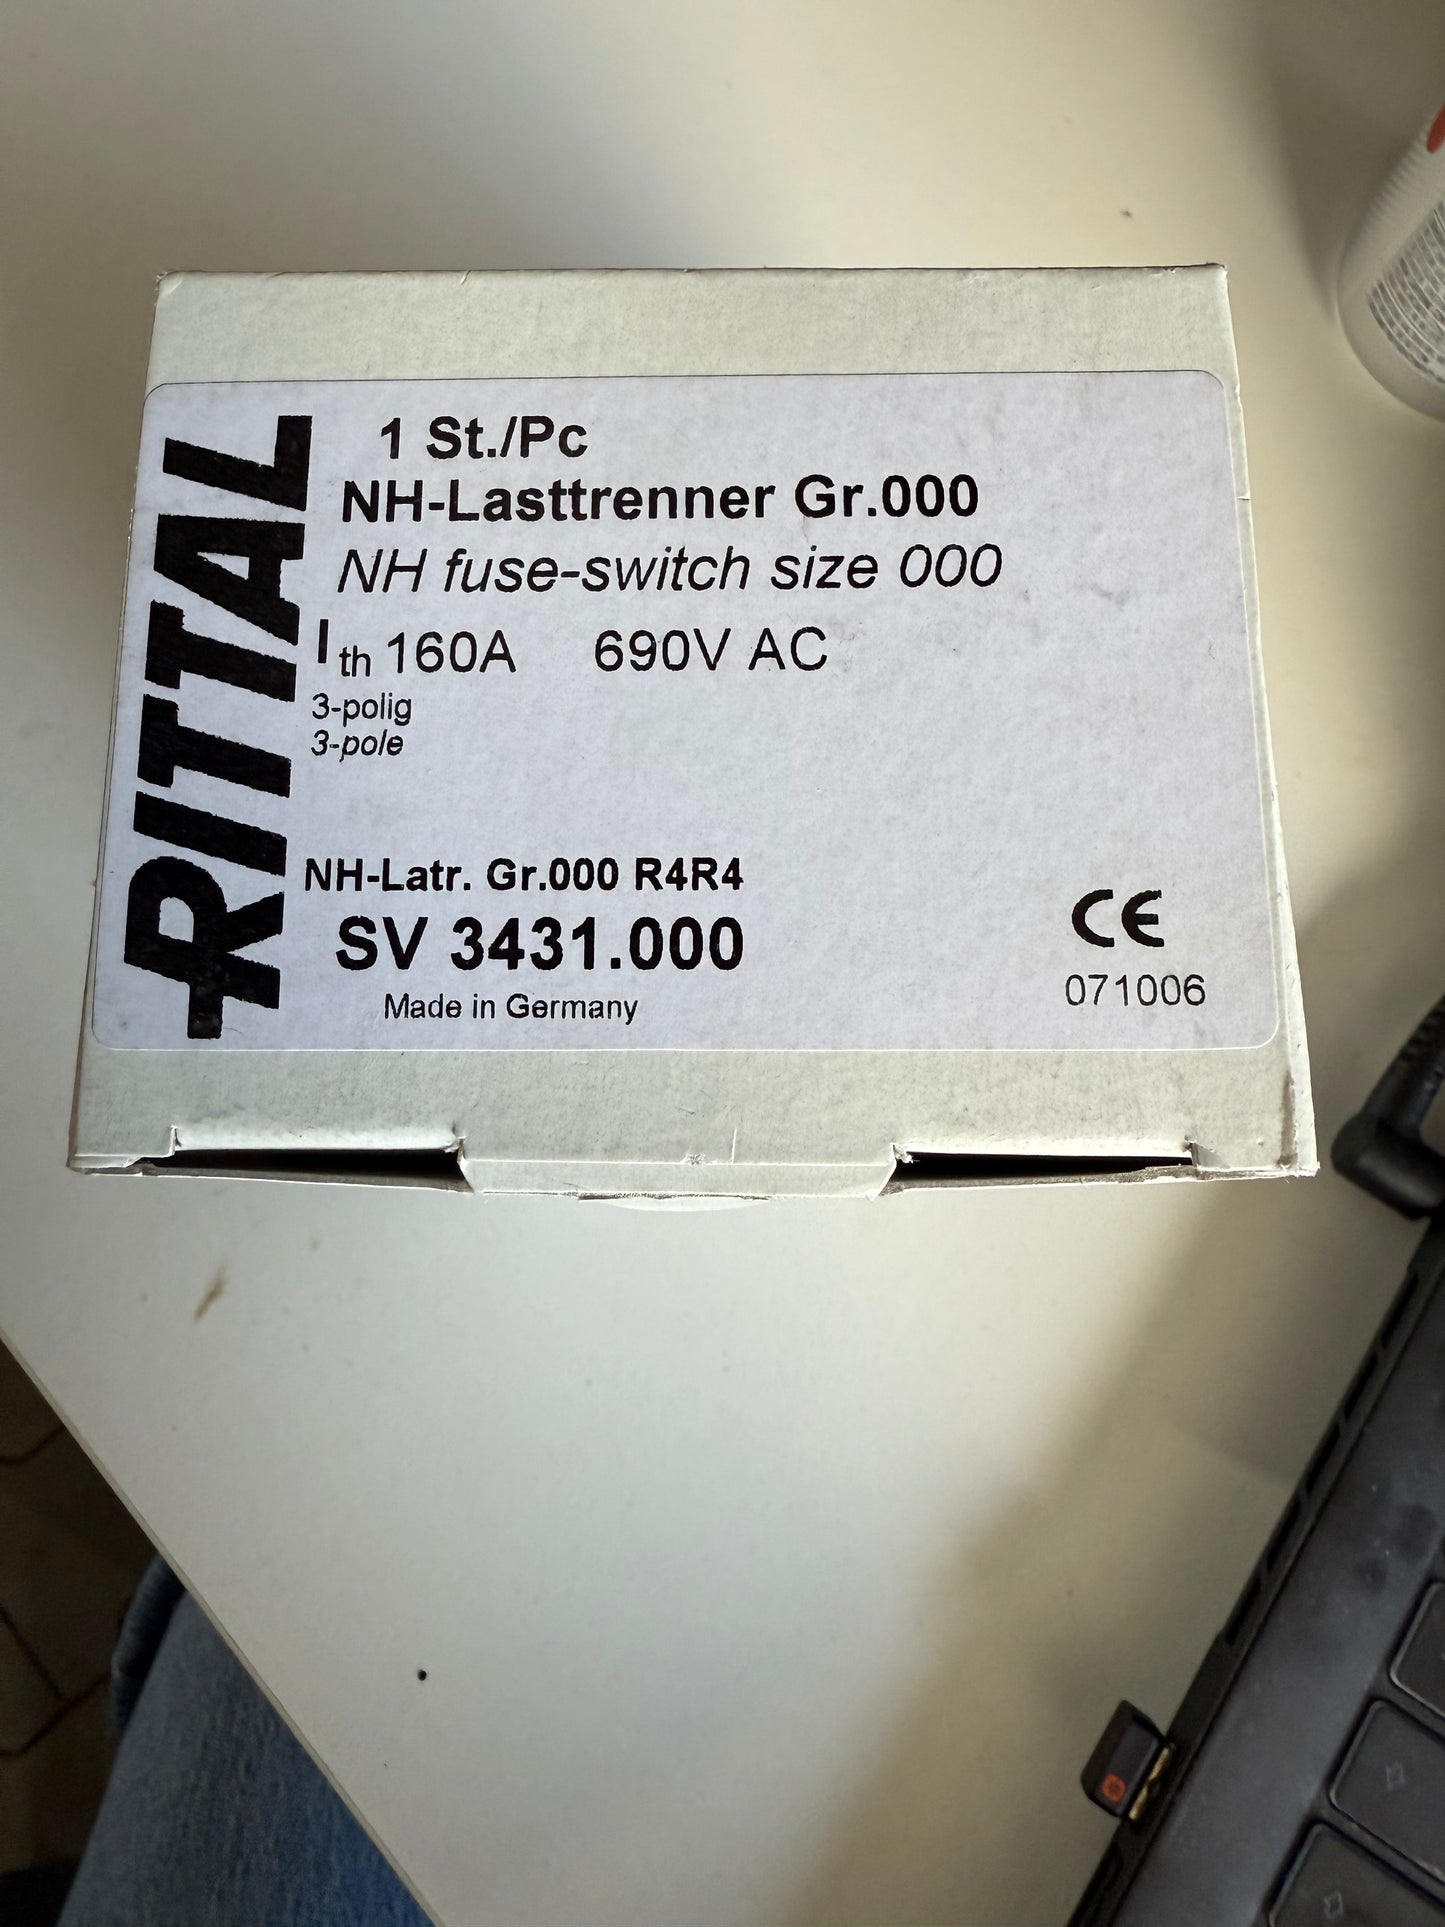 RITTAL
1 St./Pc
NH-Lasttrenner Gr.000
NH fuse-switch size 000
Ith 160A 690V AC
3-polig
3-pole
NH-Latr. Gr.000 R4R4
SV 3431.000
Made in Germany
CE
071006